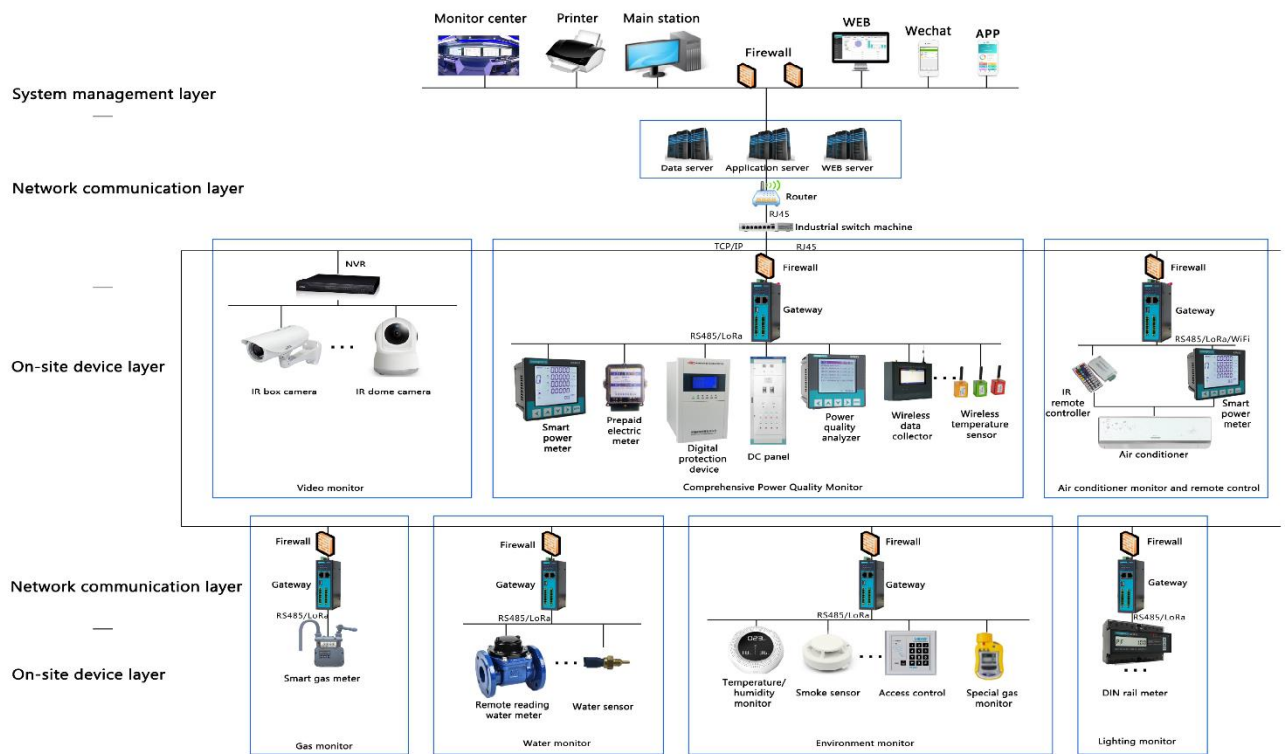 Monitor center
Printer
Main station
Firewall
WEB
Wechat
APP
System management layer
Data server
Application server
WEB server
Network communication layer
Router
RJ45
Industrial switch machine
TCP/IP
RJ45
NVR
IR box camera
IR dome camera
Video monitor
Firewall
Gateway
RS485/LoRa
On-site device layer
Smart
power
meter
Prepaid
electric
meter
Digital
protection
device
DC panel
Power
quality
analyzer
Wireless
data
collector
Wireless
temperature
sensor
Comprehensive Power Quality Monitor
Firewall
Gateway
RS485/LoRa/WiFi
IR
remote
controller
Smart
power
meter
Air conditioner
Air conditioner monitor and remote control
Network communication layer
On-site device layer
Firewall
Gateway
RS485/LoRa
Smart gas meter
Gas monitor
Firewall
Gateway
RS485/LoRa
Remote reading
water meter
Water sensor
Water monitor
Firewall
Gateway
RS485/LoRa
Temperature/
humidity
monitor
Smoke sensor
Access control
Special gas
monitor
Environment monitor
Firewall
Gateway
RS485/LoRa
DIN rail meter
Lighting monitor